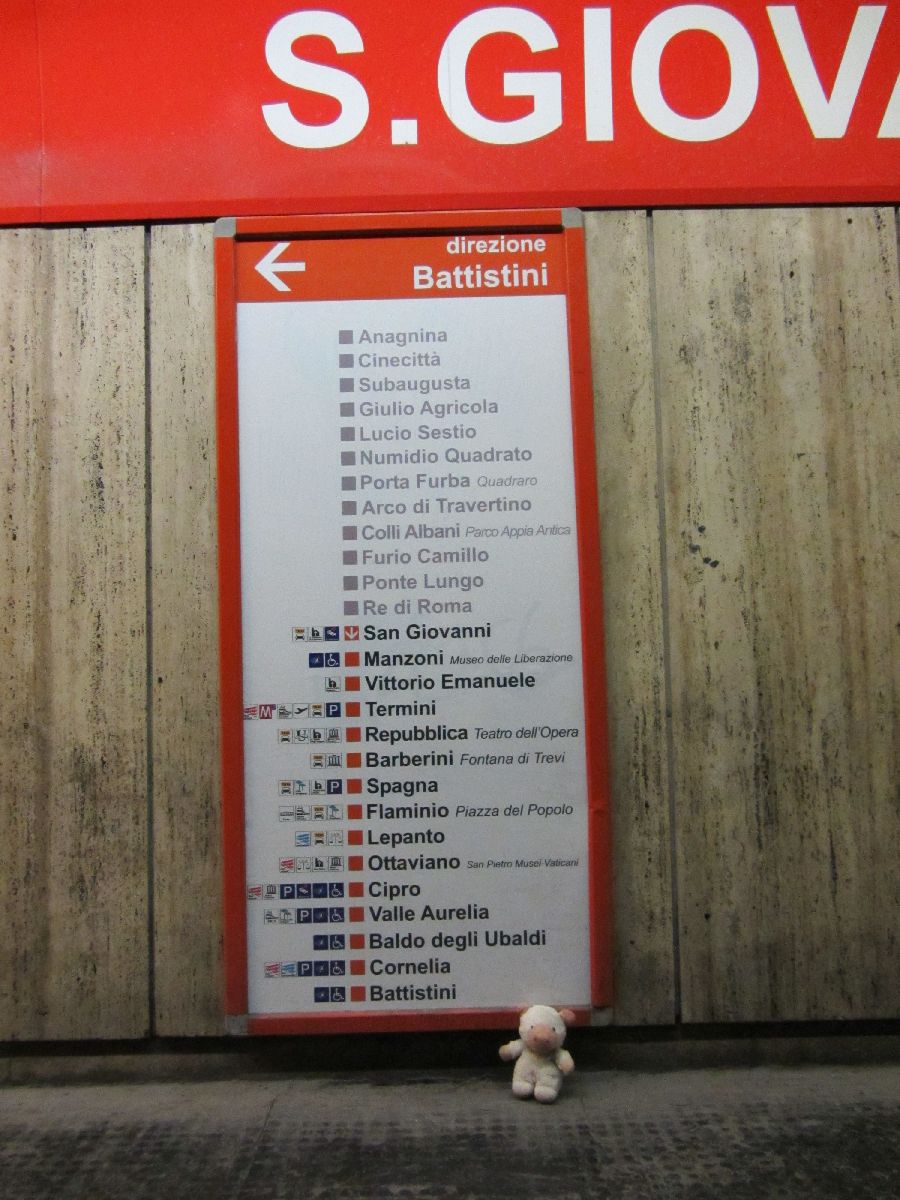 S.GIOVA
direzione
Battistini
Anagnina
Cinecittà
Subaugusta
Giulio Agricola
Lucio Sestio
Numidio Quadrato
Porta Furba Quadraro
Arco di Travertino
Colli Albani Parco Appia Antica
Furio Camillo
Ponte Lungo
Re di Roma
San Giovanni
Manzoni Museo delle Liberazione
Vittorio Emanuele
M P Termini
Repubblica Teatro dell'Opera
Barberini Fontana di Trevi
P Spagna
Flaminio Piazza del Popolo
Lepanto
Ottaviano San Pietro Musei Vaticani
P Cipro
P Valle Aurelia
Baldo degli Ubaldi
P Cornelia
Battistini